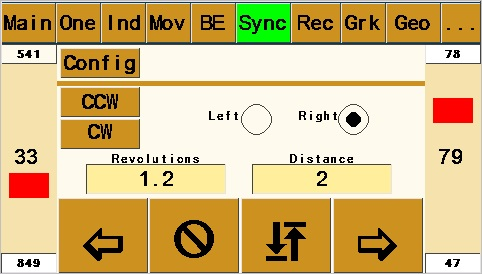 Main One Ind Mov BE Sync Rec Grk Geo ...
541 78
Config
CCW
CW
Left Right
33 79
Revolutions Distance
1.2 2
849 47